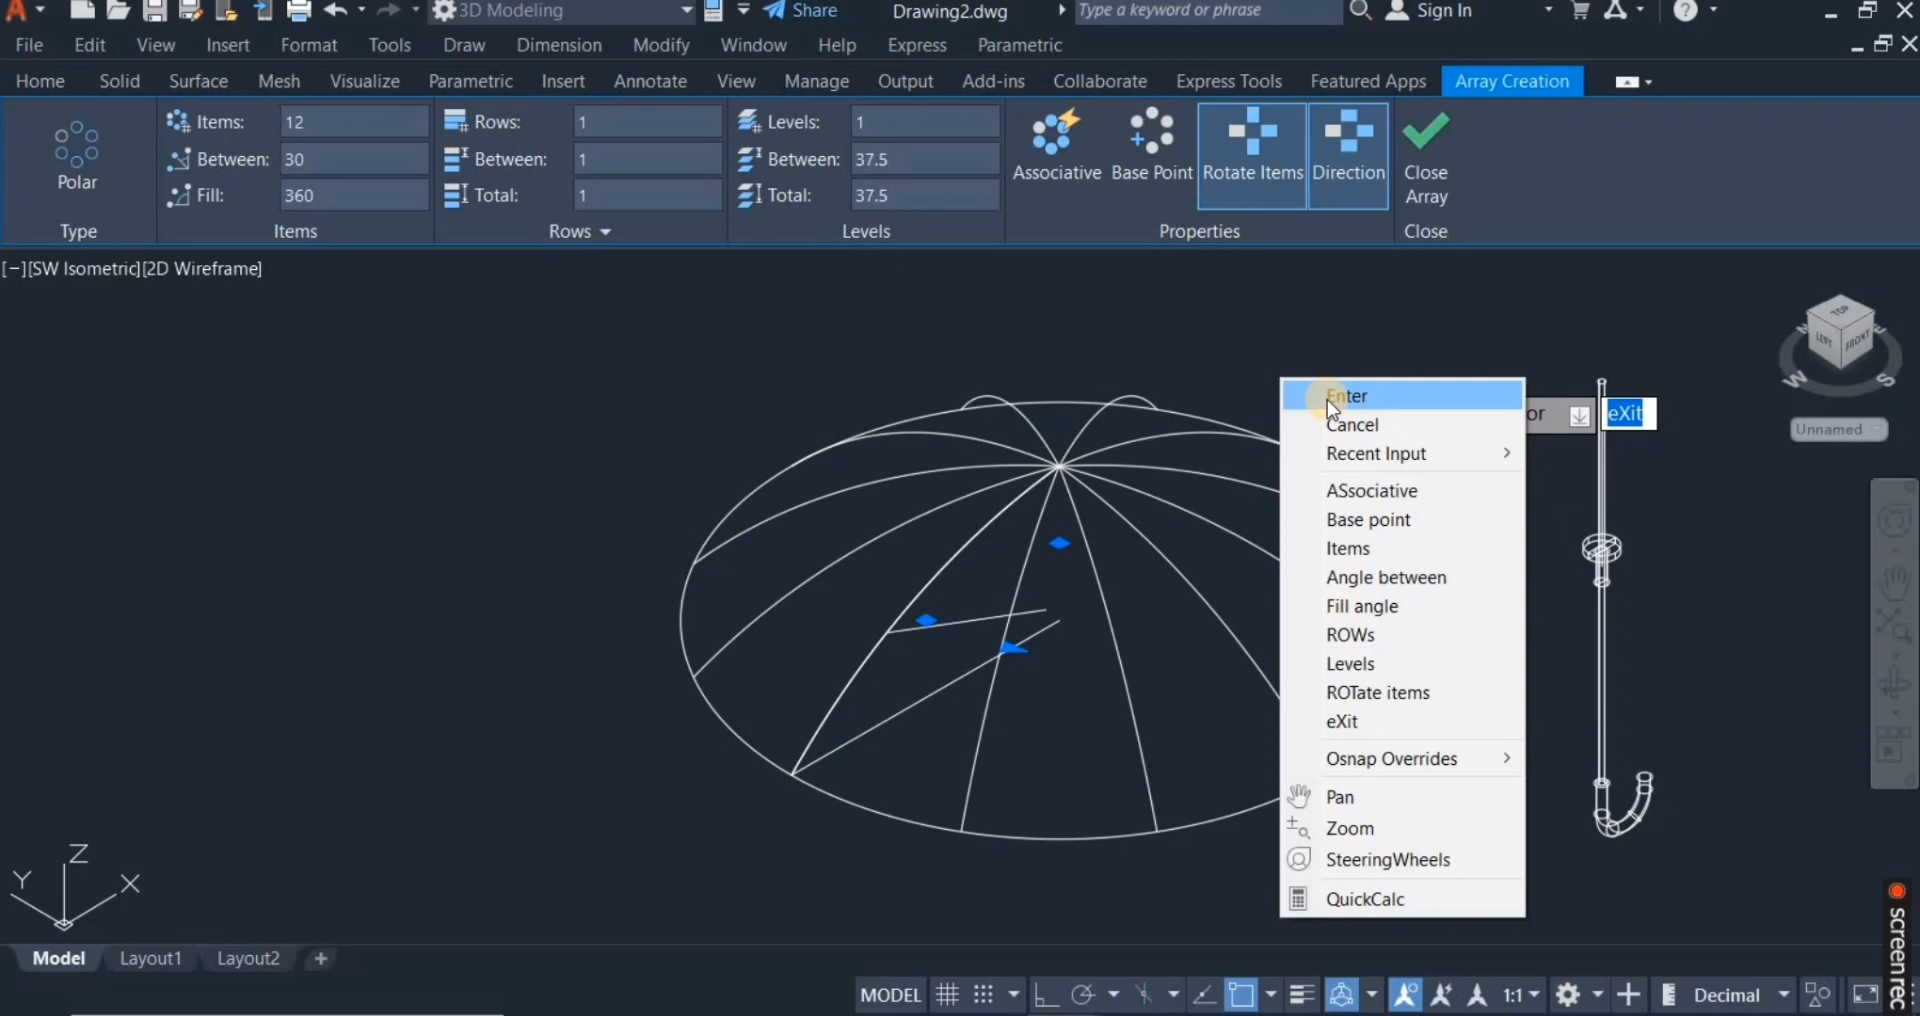 3D Modeling Share Drawing2.dwg Type a keyword or phrase Sign In
File Edit View Insert Format Tools Draw Dimension Modify Window Help Express Parametric
Home Solid Surface Mesh Visualize Parametric Insert Annotate View Manage Output Add-ins Collaborate Express Tools Featured Apps Array Creation
Items: 12 Rows: 1 Levels: 1
Between: 30 Between: 1 Between: 37.5
Polar Fill: 360 Total: 1 Total: 37.5
Associative Base Point Rotate Items Direction Close
Array
Type Items Rows Levels Properties Close
[−][SW Isometric][2D Wireframe]
TOP
LEFT FRONT
N E
W S
Unnamed
or eXit
Enter
Cancel
Recent Input
ASsociative
Base point
Items
Angle between
Fill angle
ROWs
Levels
ROTate items
eXit
Osnap Overrides
Pan
Zoom
SteeringWheels
QuickCalc
Y Z X
Model Layout1 Layout2 +
MODEL 1:1 Decimal
screenrec